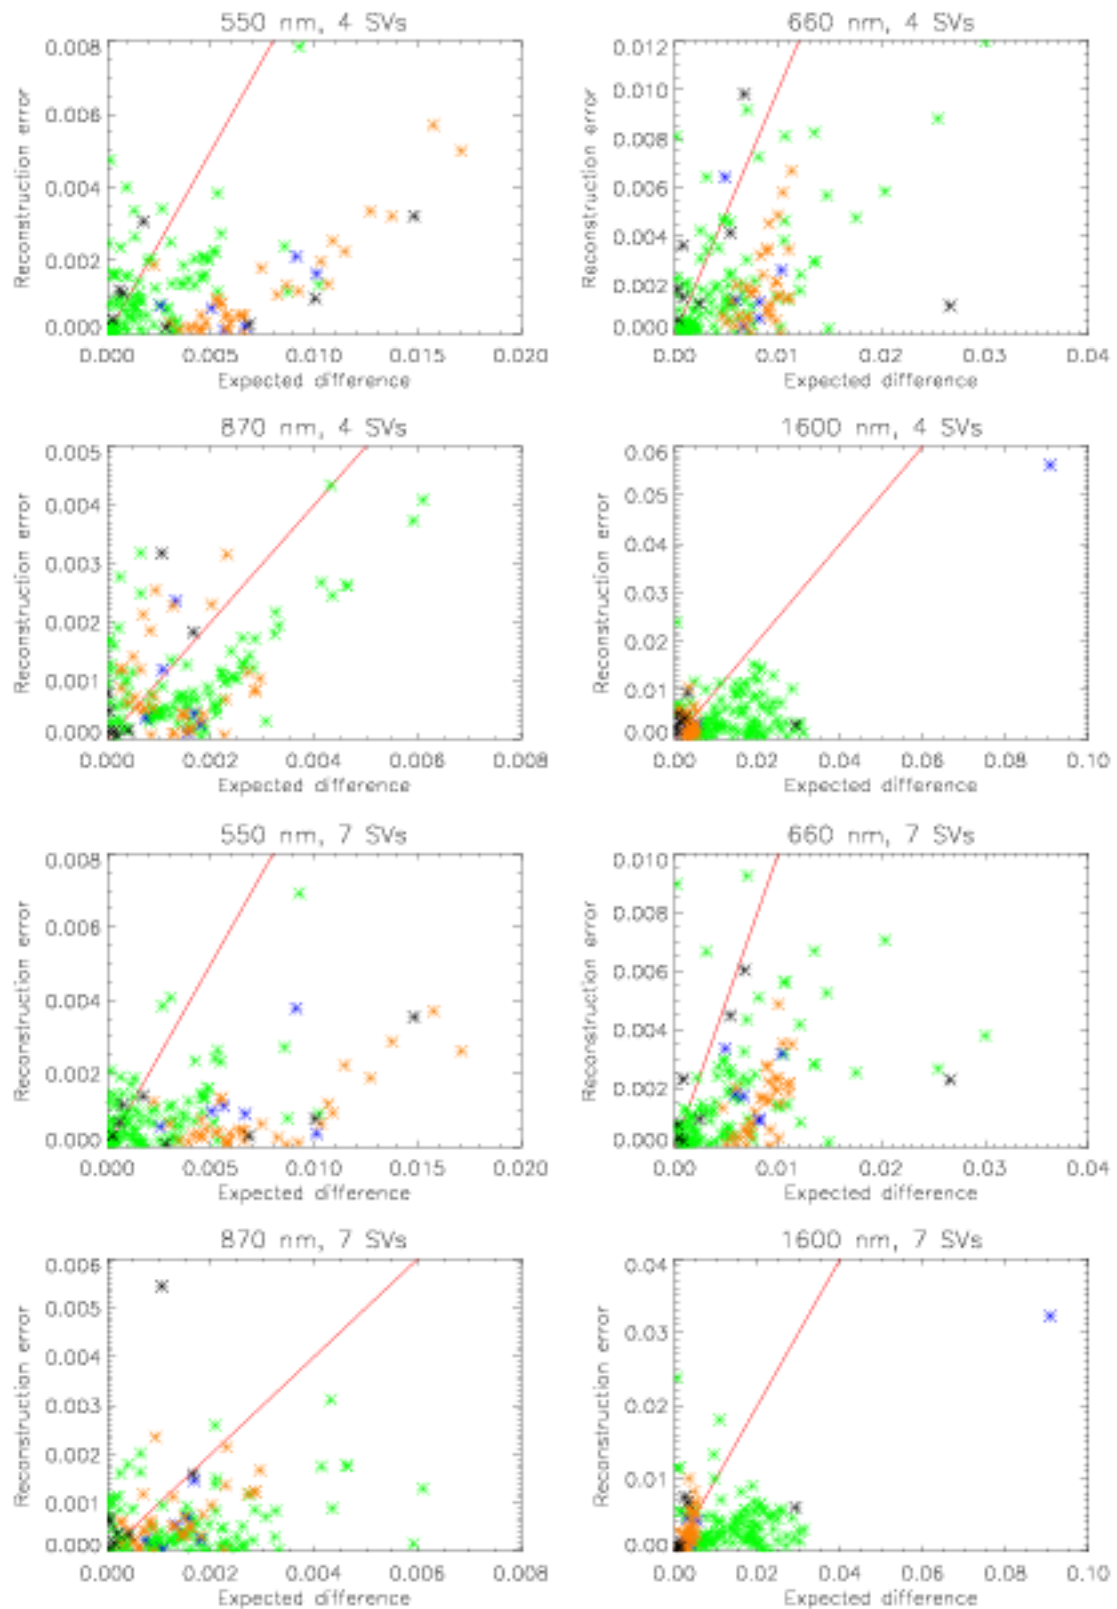 550 nm, 4 SVs
Reconstruction error
0.008
0.006
0.004
0.002
0.000
0.000 0.005 0.010 0.015 0.020
Expected difference
660 nm, 4 SVs
Reconstruction error
0.012
0.010
0.008
0.006
0.004
0.002
0.000
0.00 0.01 0.02 0.03 0.04
Expected difference
870 nm, 4 SVs
Reconstruction error
0.005
0.004
0.003
0.002
0.001
0.000
0.000 0.002 0.004 0.006 0.008
Expected difference
1600 nm, 4 SVs
Reconstruction error
0.06
0.05
0.04
0.03
0.02
0.01
0.00
0.00 0.02 0.04 0.06 0.08 0.10
Expected difference
550 nm, 7 SVs
Reconstruction error
0.008
0.006
0.004
0.002
0.000
0.000 0.005 0.010 0.015 0.020
Expected difference
660 nm, 7 SVs
Reconstruction error
0.010
0.008
0.006
0.004
0.002
0.000
0.00 0.01 0.02 0.03 0.04
Expected difference
870 nm, 7 SVs
Reconstruction error
0.006
0.005
0.004
0.003
0.002
0.001
0.000
0.000 0.002 0.004 0.006 0.008
Expected difference
1600 nm, 7 SVs
Reconstruction error
0.04
0.03
0.02
0.01
0.00
0.00 0.02 0.04 0.06 0.08 0.10
Expected difference